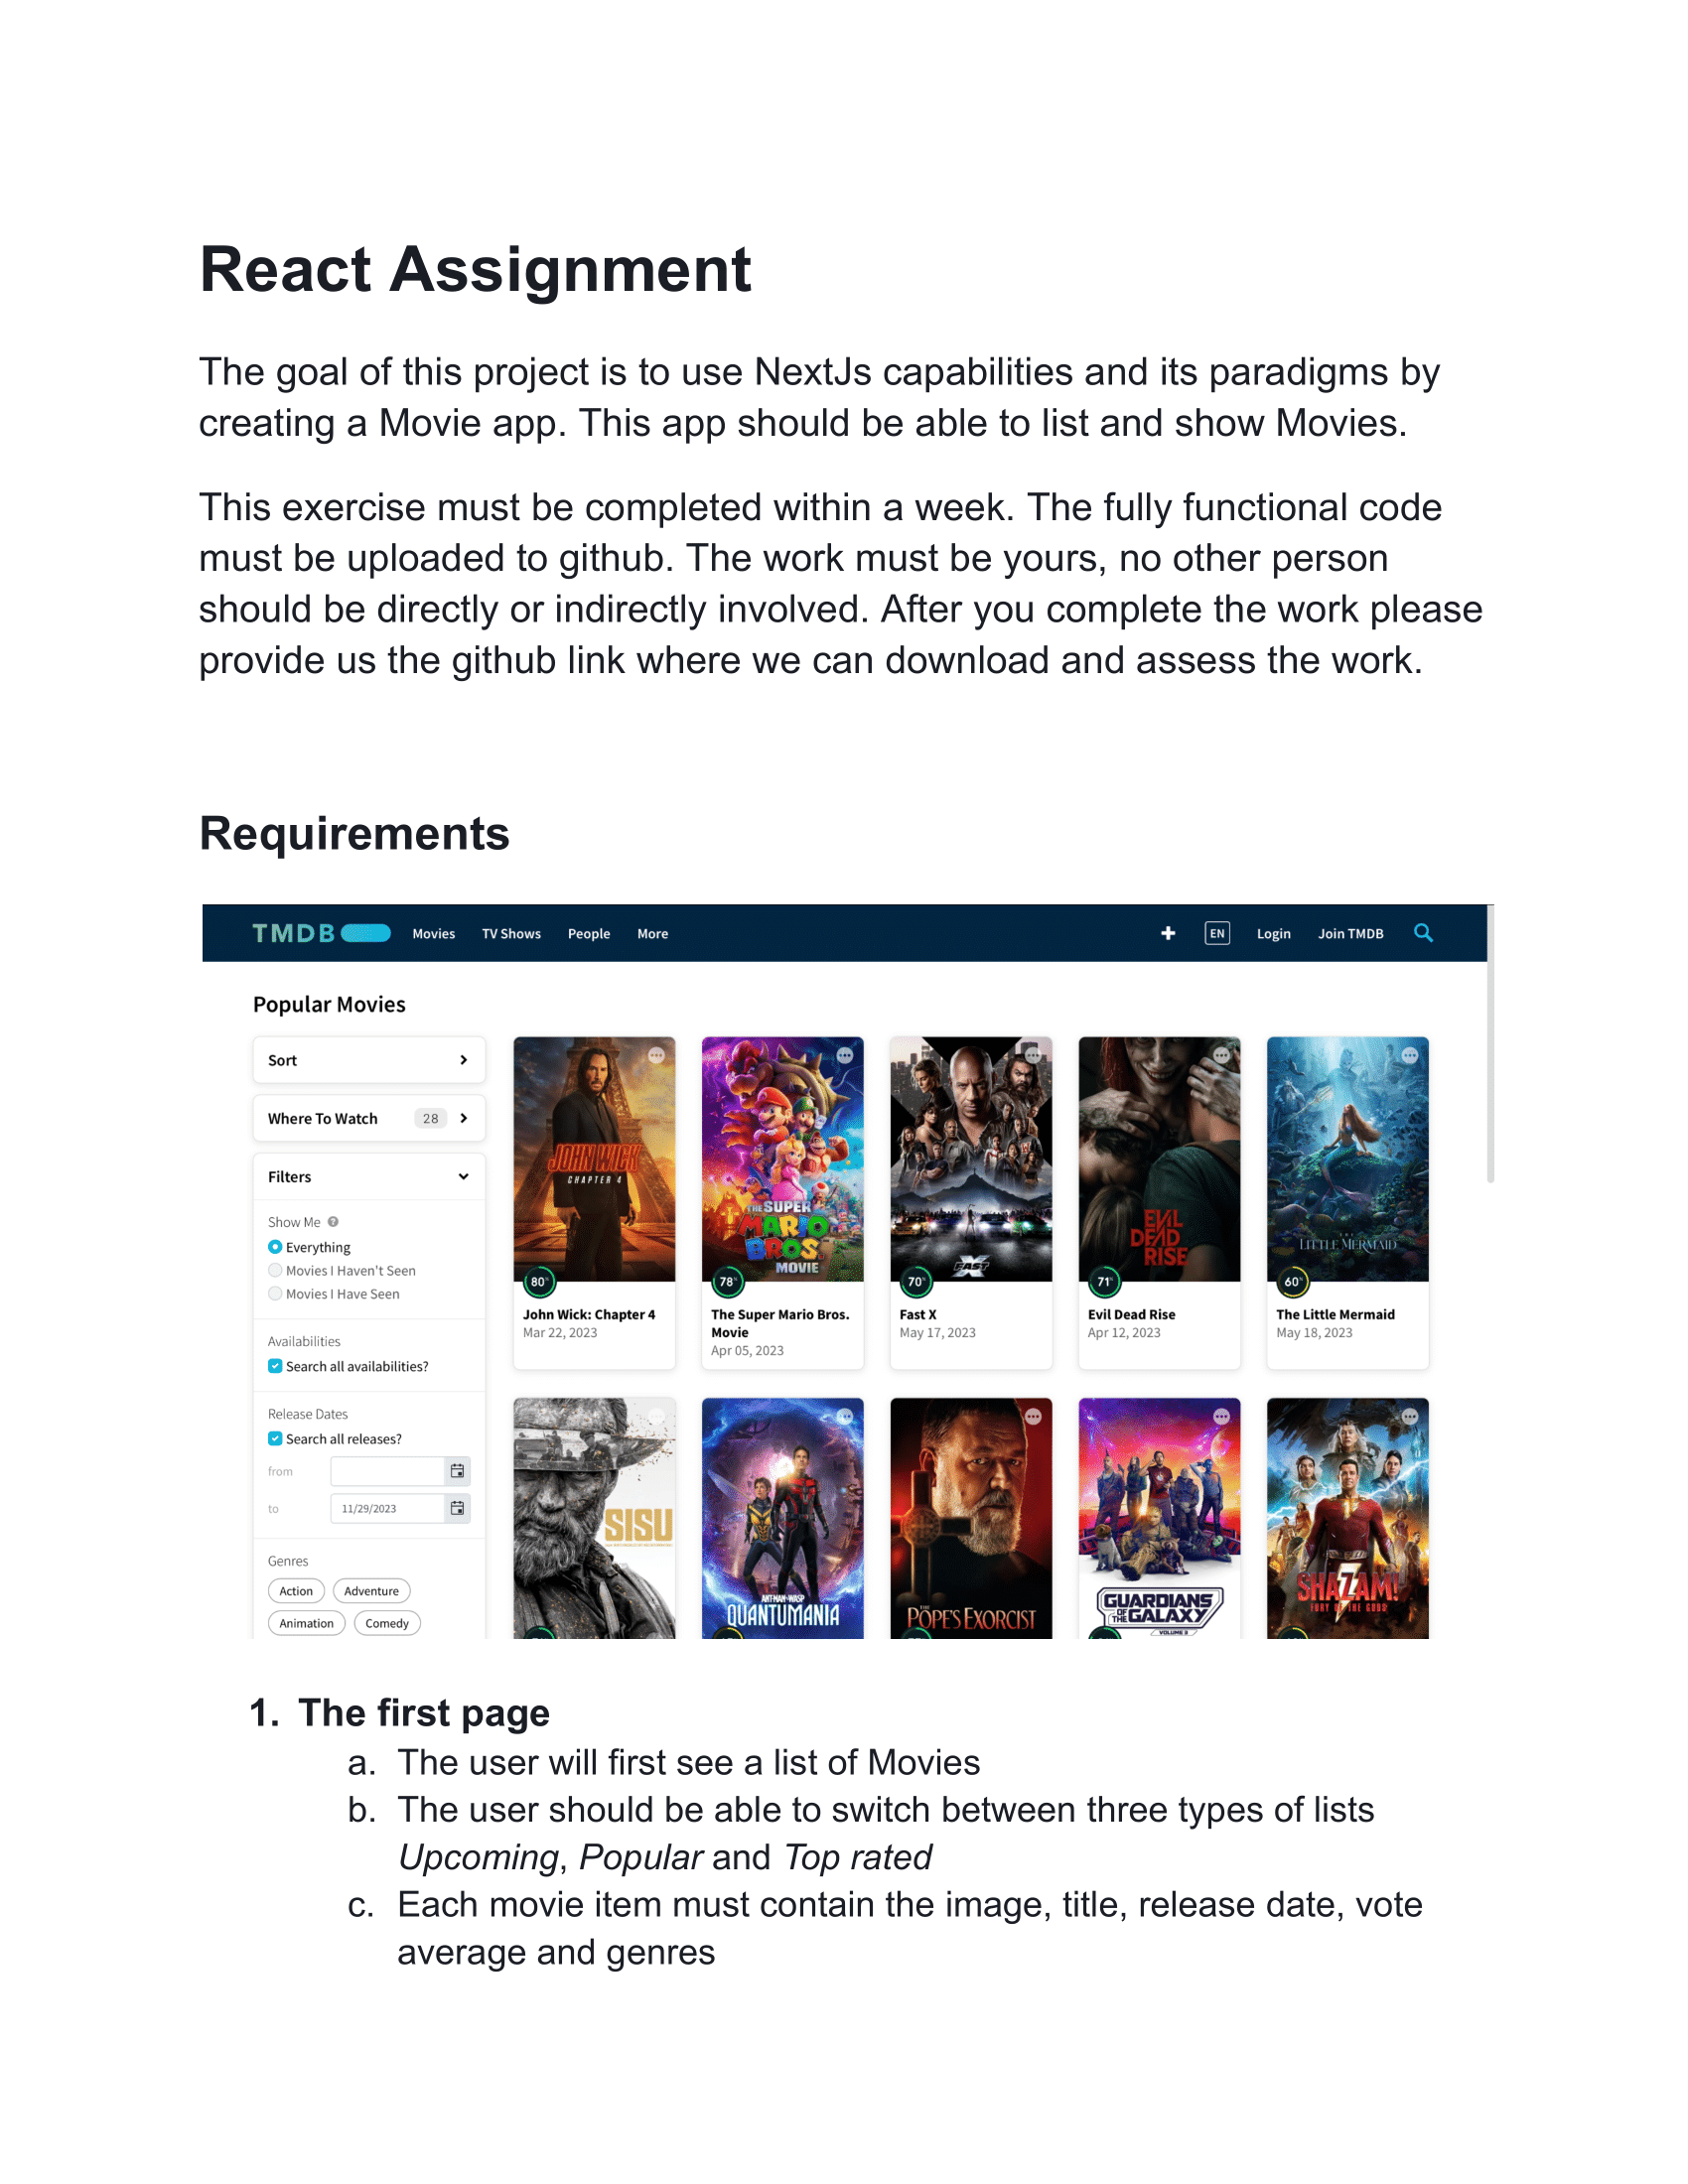 React Assignment
The goal of this project is to use NextJs capabilities and its paradigms by
creating a Movie app. This app should be able to list and show Movies.
This exercise must be completed within a week. The fully functional code
must be uploaded to github. The work must be yours, no other person
should be directly or indirectly involved. After you complete the work please
provide us the github link where we can download and assess the work.
Requirements
TMDB Movies TV Shows People More EN Login Join TMDB
Popular Movies
Sort
Where To Watch 28
Filters
Show Me
Everything
Movies I Haven't Seen
Movies I Have Seen
Availabilities
Search all availabilities?
Release Dates
Search all releases?
from
to 11/29/2023
Genres
Action Adventure
Animation Comedy
JOHN WICK
CHAPTER 4
80%
John Wick: Chapter 4
Mar 22, 2023
THE SUPER
MARIO
BROS.
MOVIE
78%
The Super Mario Bros.
Movie
Apr 05, 2023
FAST X
70%
Fast X
May 17, 2023
EVIL
DEAD
RISE
71%
Evil Dead Rise
Apr 12, 2023
THE
LITTLE MERMAID
60%
The Little Mermaid
May 18, 2023
SISU
ANT-MAN AND WASP
QUANTUMANIA
THE
POPE'S EXORCIST
GUARDIANS
OF THE GALAXY
VOLUME 3
SHAZAM!
FURY OF THE GODS
1. The first page
a. The user will first see a list of Movies
b. The user should be able to switch between three types of lists
Upcoming, Popular and Top rated
c. Each movie item must contain the image, title, release date, vote
average and genres